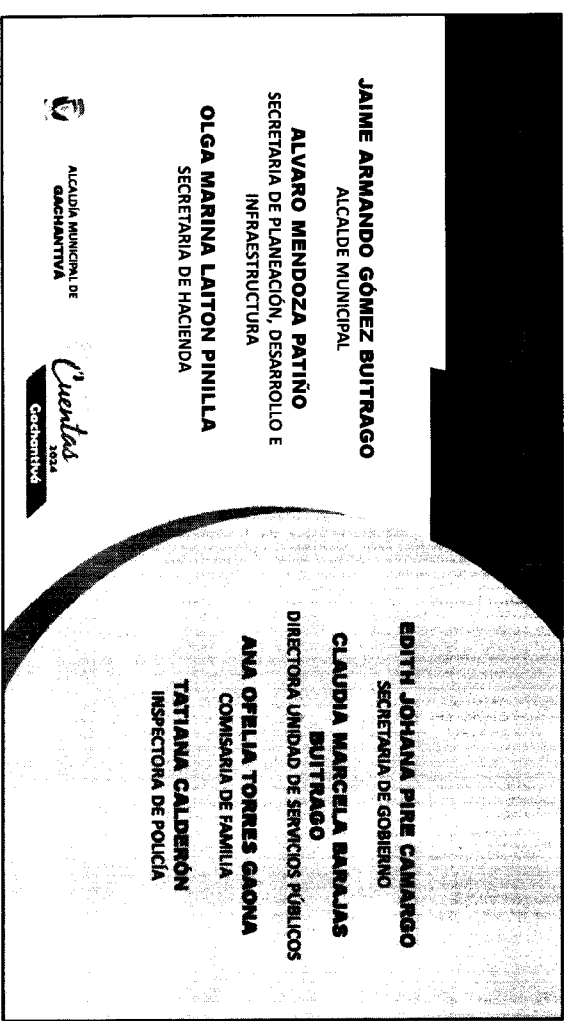 JAIME ARMANDO GÓMEZ BUITRAGO
ALCALDE MUNICIPAL
ALVARO MENDOZA PATIÑO
SECRETARIA DE PLANEACIÓN, DESARROLLO E
INFRAESTRUCTURA
OLGA MARINA LAITON PINILLA
SECRETARIA DE HACIENDA
ALCALDÍA MUNICIPAL DE
GACHANTIVÁ
Cuentas
2024
Gachantivá
EDITH JOHANA PIRE CAMARGO
SECRETARIA DE GOBIERNO
CLAUDIA MARCELA BARAJAS
BUITRAGO
DIRECTORA UNIDAD DE SERVICIOS PÚBLICOS
ANA OFELIA TORRES GAONA
COMISARIA DE FAMILIA
TATIANA CALDERÓN
INSPECTORA DE POLICÍA